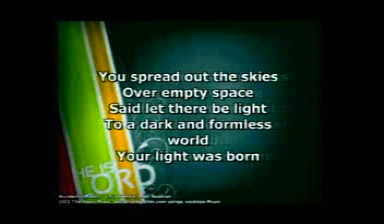 You spread out the skies
Over empty space
Said let there be light
To a dark and formless
world
Your light was born
HE IS
LORD